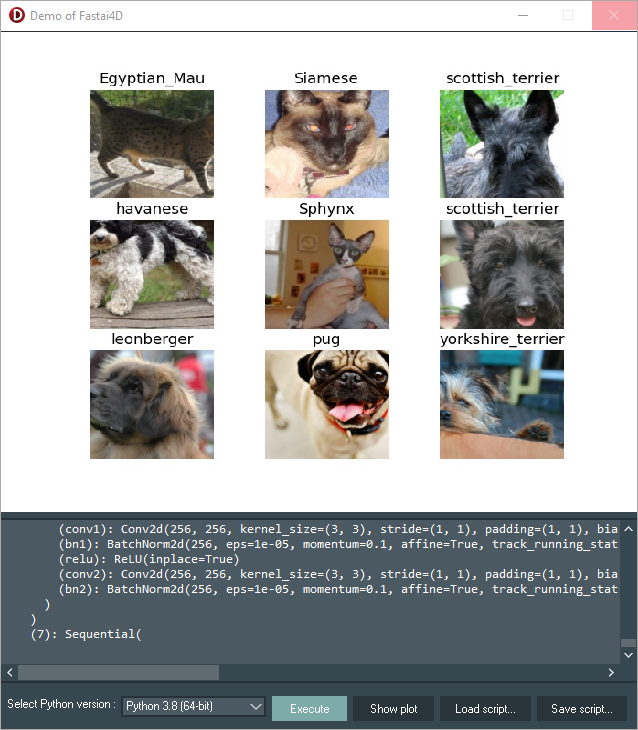 Demo of Fastai4D
Egyptian_Mau Siamese scottish_terrier
havanese Sphynx scottish_terrier
leonberger pug yorkshire_terrier
(conv1): Conv2d(256, 256, kernel_size=(3, 3), stride=(1, 1), padding=(1, 1), bia
(bn1): BatchNorm2d(256, eps=1e-05, momentum=0.1, affine=True, track_running_stat
(relu): ReLU(inplace=True)
(conv2): Conv2d(256, 256, kernel_size=(3, 3), stride=(1, 1), padding=(1, 1), bia
(bn2): BatchNorm2d(256, eps=1e-05, momentum=0.1, affine=True, track_running_stat
)
)
(7): Sequential(
Select Python version : Python 3.8 (64-bit) Execute Show plot Load script... Save script...